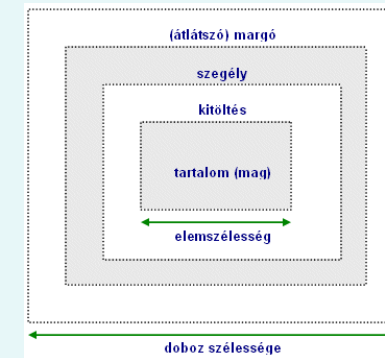 (átlátszó) margó
szegély
kitöltés
tartalom (mag)
elemszélesség
doboz szélessége